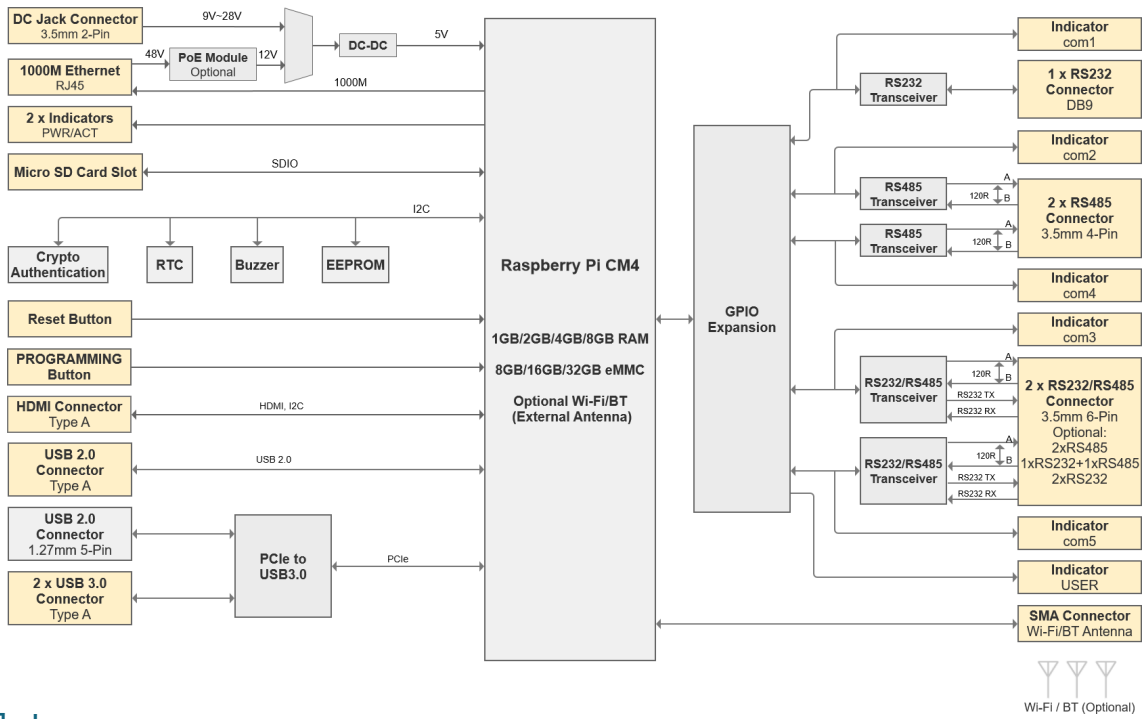 DC Jack Connector
3.5mm 2-Pin
9V~28V
48V
PoE Module
Optional
12V
DC-DC
5V
1000M Ethernet
RJ45
1000M
2 x Indicators
PWR/ACT
Micro SD Card Slot
SDIO
I2C
Crypto
Authentication
RTC
Buzzer
EEPROM
Reset Button
PROGRAMMING
Button
HDMI Connector
Type A
HDMI, I2C
USB 2.0
Connector
Type A
USB 2.0
USB 2.0
Connector
1.27mm 5-Pin
2 x USB 3.0
Connector
Type A
PCIe to
USB3.0
PCIe
Raspberry Pi CM4
1GB/2GB/4GB/8GB RAM
8GB/16GB/32GB eMMC
Optional Wi-Fi/BT
(External Antenna)
GPIO
Expansion
Indicator
com1
RS232
Transceiver
1 x RS232
Connector
DB9
Indicator
com2
RS485
Transceiver
A
120R
B
RS485
Transceiver
A
120R
B
2 x RS485
Connector
3.5mm 4-Pin
Indicator
com4
Indicator
com3
RS232/RS485
Transceiver
A
120R
B
RS232 TX
RS232 RX
RS232/RS485
Transceiver
A
120R
B
RS232 TX
RS232 RX
2 x RS232/RS485
Connector
3.5mm 6-Pin
Optional:
2xRS485
1xRS232+1xRS485
2xRS232
Indicator
com5
Indicator
USER
SMA Connector
Wi-Fi/BT Antenna
Wi-Fi / BT (Optional)